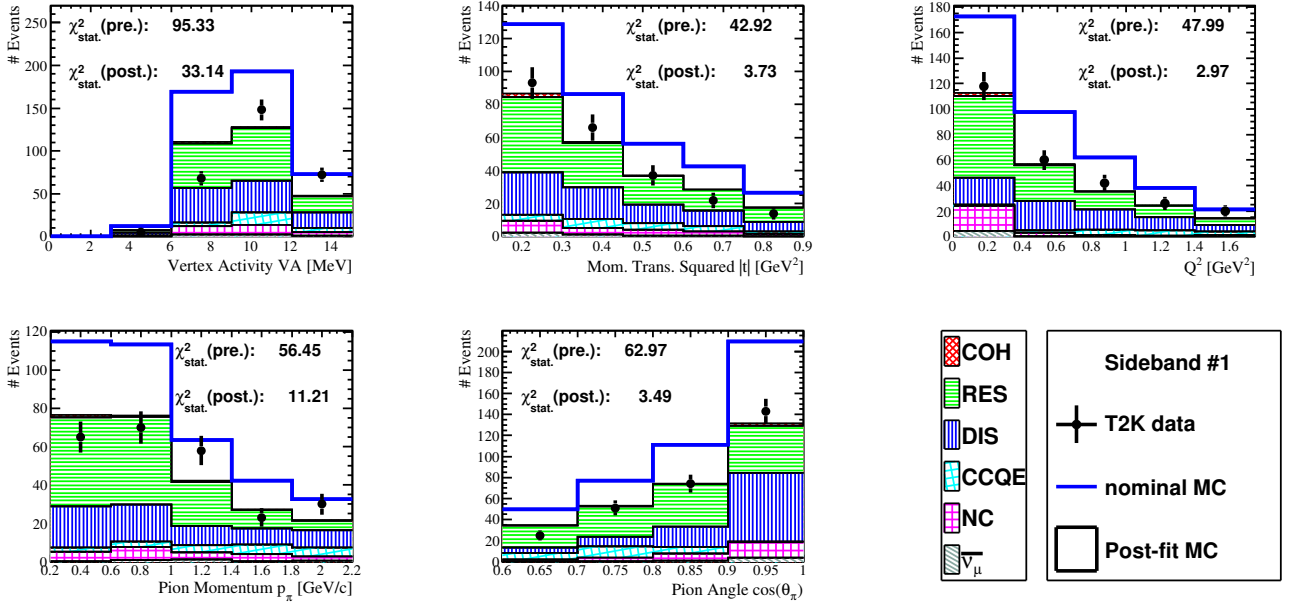 # Events
250
200
150
100
50
0
χ²stat. (pre.): 95.33
χ²stat. (post.): 33.14
0 2 4 6 8 10 12 14
Vertex Activity VA [MeV]
# Events
140
120
100
80
60
40
20
0
χ²stat. (pre.): 42.92
χ²stat. (post.): 3.73
0.2 0.3 0.4 0.5 0.6 0.7 0.8 0.9
Mom. Trans. Squared |t| [GeV²]
# Events
180
160
140
120
100
80
60
40
20
0
χ²stat. (pre.): 47.99
χ²stat. (post.): 2.97
0 0.2 0.4 0.6 0.8 1 1.2 1.4 1.6
Q² [GeV²]
# Events
120
100
80
60
40
20
0
χ²stat. (pre.): 56.45
χ²stat. (post.): 11.21
0.2 0.4 0.6 0.8 1 1.2 1.4 1.6 1.8 2 2.2
Pion Momentum pπ [GeV/c]
# Events
200
180
160
140
120
100
80
60
40
20
0
χ²stat. (pre.): 62.97
χ²stat. (post.): 3.49
0.6 0.65 0.7 0.75 0.8 0.85 0.9 0.95 1
Pion Angle cos(θπ)
COH
RES
DIS
CCQE
NC
ν̅μ
Sideband #1
T2K data
nominal MC
Post-fit MC